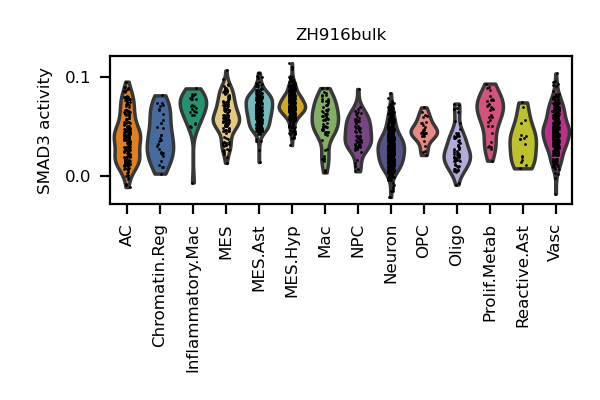 ZH916bulk
SMAD3 activity
0.1
0.0
AC
Chromatin.Reg
Inflammatory.Mac
MES
MES.Ast
MES.Hyp
Mac
NPC
Neuron
OPC
Oligo
Prolif.Metab
Reactive.Ast
Vasc